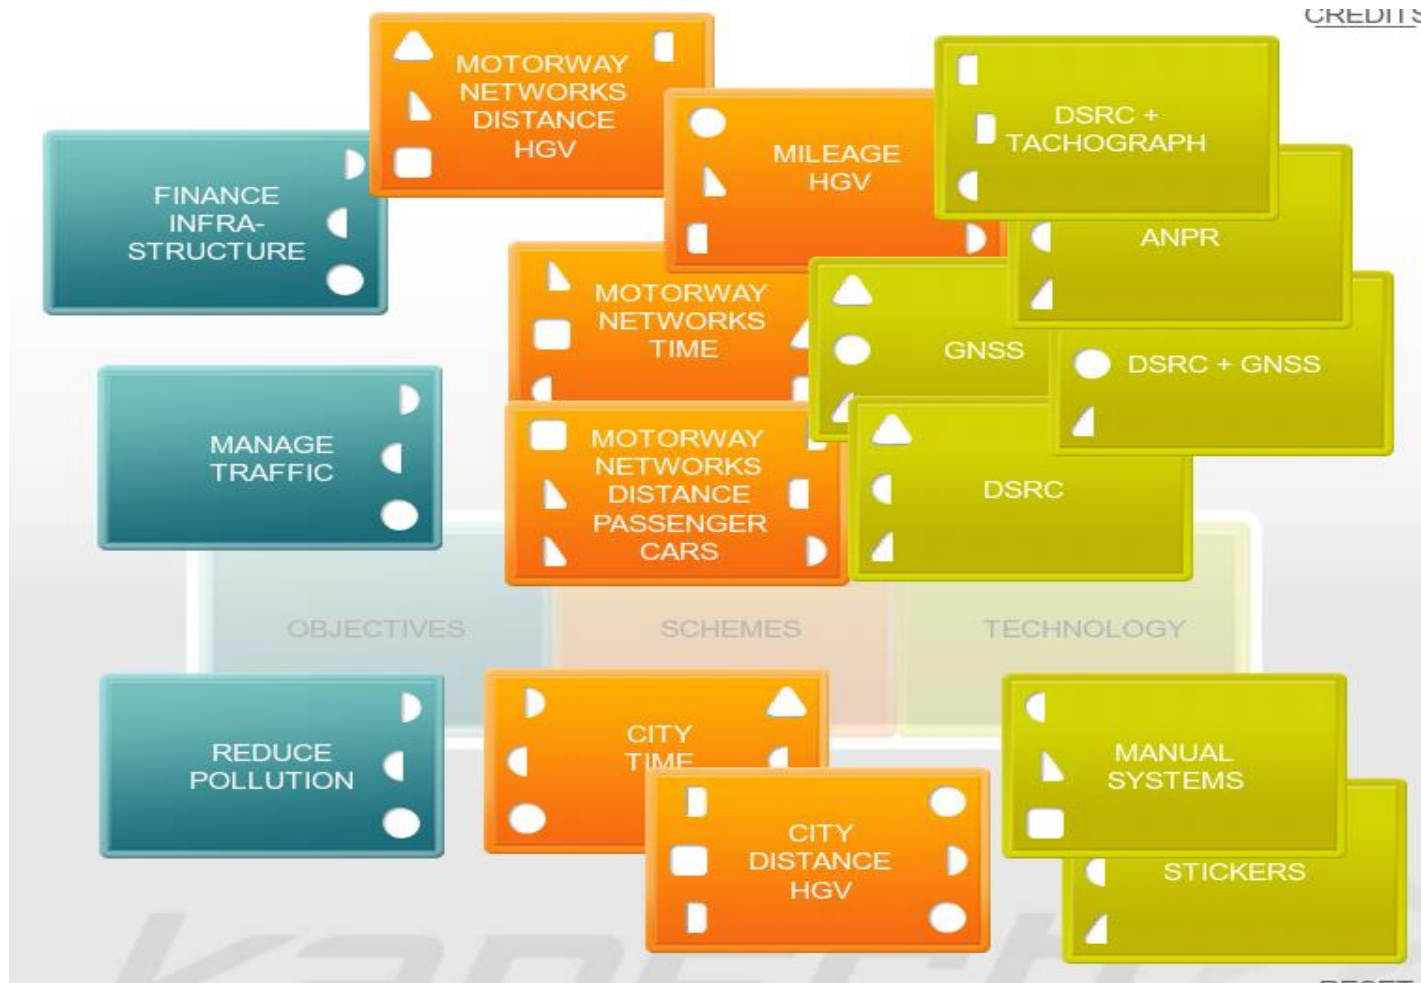 CREDITS
MOTORWAY
NETWORKS
DISTANCE
HGV
DSRC +
TACHOGRAPH
MILEAGE
HGV
FINANCE
INFRA-
STRUCTURE
ANPR
MOTORWAY
NETWORKS
TIME
GNSS
DSRC + GNSS
MANAGE
TRAFFIC
MOTORWAY
NETWORKS
DISTANCE
PASSENGER
CARS
DSRC
OBJECTIVES
SCHEMES
TECHNOLOGY
REDUCE
POLLUTION
CITY
TIME
MANUAL
SYSTEMS
CITY
DISTANCE
HGV
STICKERS
RESET